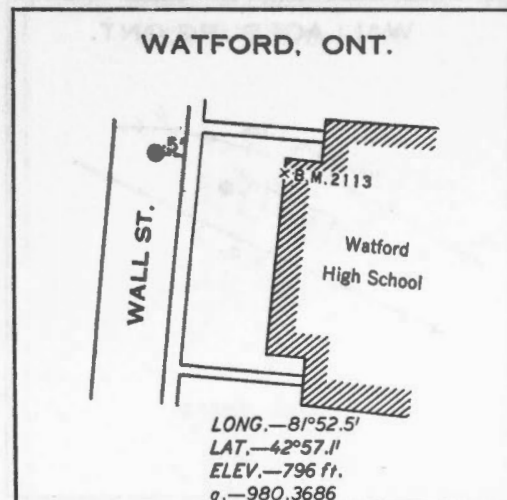 WATFORD, ONT.
5'
B.M. 2113
WALL ST.
Watford
High School
LONG.—81°52.5'
LAT.—42°57.1'
ELEV.—796 ft.
g.—980.3686